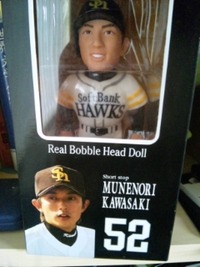 SoftBank
HAWKS
Real Bobble Head Doll
Short stop
MUNENORI
KAWASAKI
52